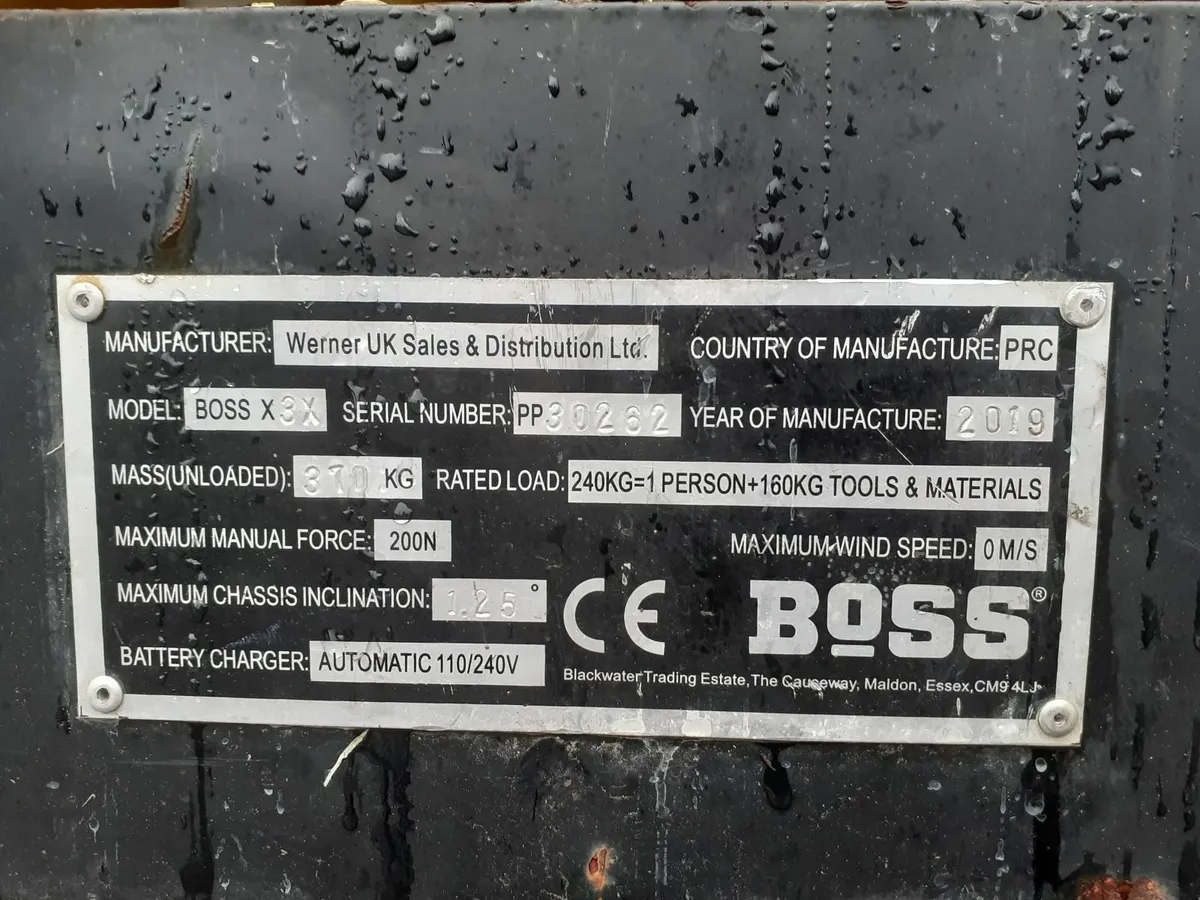 MANUFACTURER: Werner UK Sales & Distribution Ltd. COUNTRY OF MANUFACTURE: PRC
MODEL: BOSS X 3X SERIAL NUMBER: PP30262 YEAR OF MANUFACTURE: 2019
MASS(UNLOADED): 370 KG RATED LOAD: 240KG=1 PERSON+160KG TOOLS & MATERIALS
MAXIMUM MANUAL FORCE: 200N MAXIMUM WIND SPEED: 0 M/S
MAXIMUM CHASSIS INCLINATION: 1.25°
CE BOSS®
BATTERY CHARGER: AUTOMATIC 110/240V
Blackwater Trading Estate,The Causeway, Maldon, Essex,CM9 4LJ